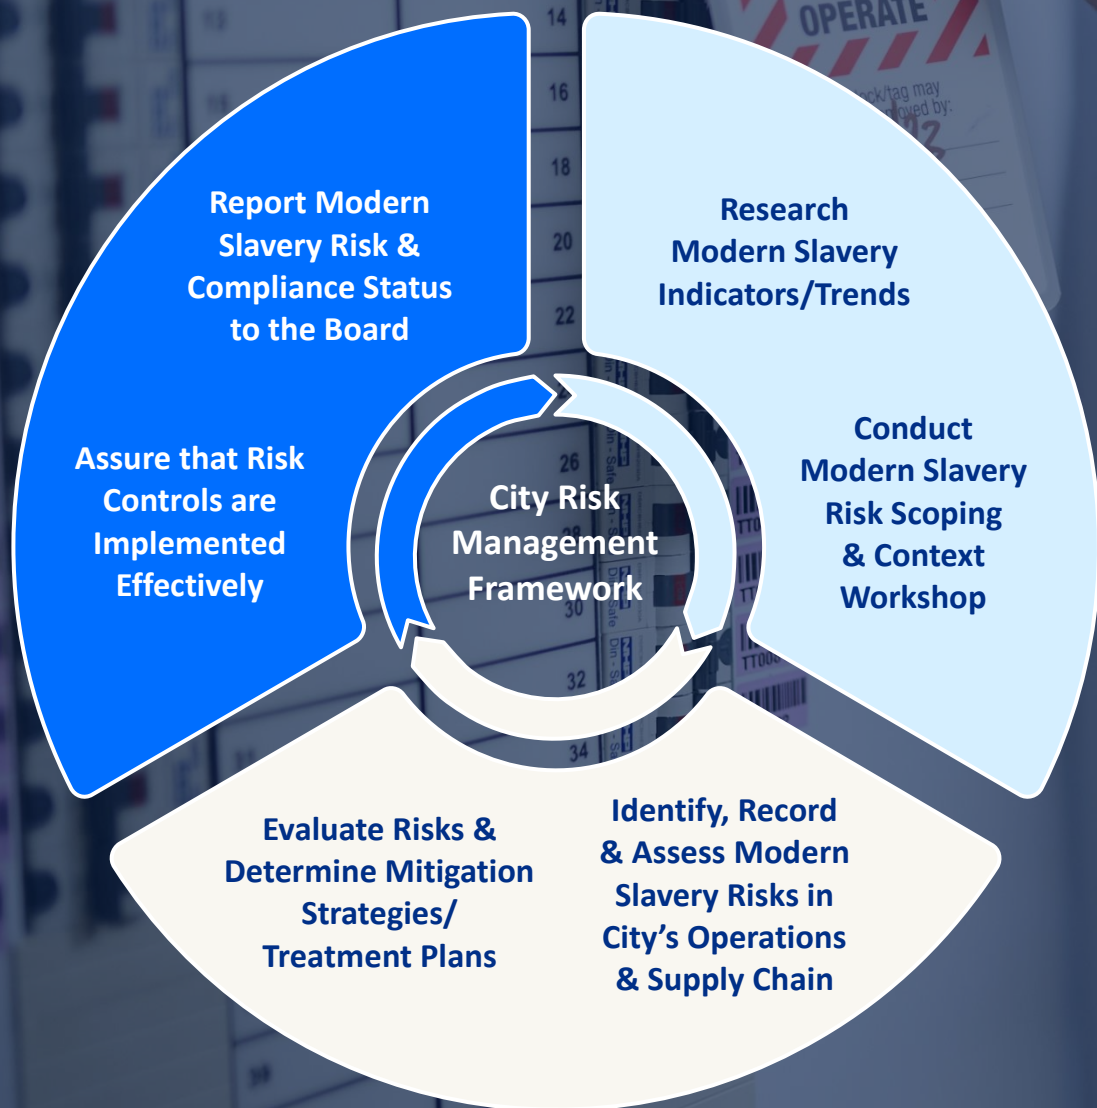 OPERATE
14
16
18
20
22
26
30
32
34
Report Modern
Slavery Risk &
Compliance Status
to the Board
Research
Modern Slavery
Indicators/Trends
Assure that Risk
Controls are
Implemented
Effectively
City Risk
Management
Framework
Conduct
Modern Slavery
Risk Scoping
& Context
Workshop
Evaluate Risks &
Determine Mitigation
Strategies/
Treatment Plans
Identify, Record
& Assess Modern
Slavery Risks in
City’s Operations
& Supply Chain